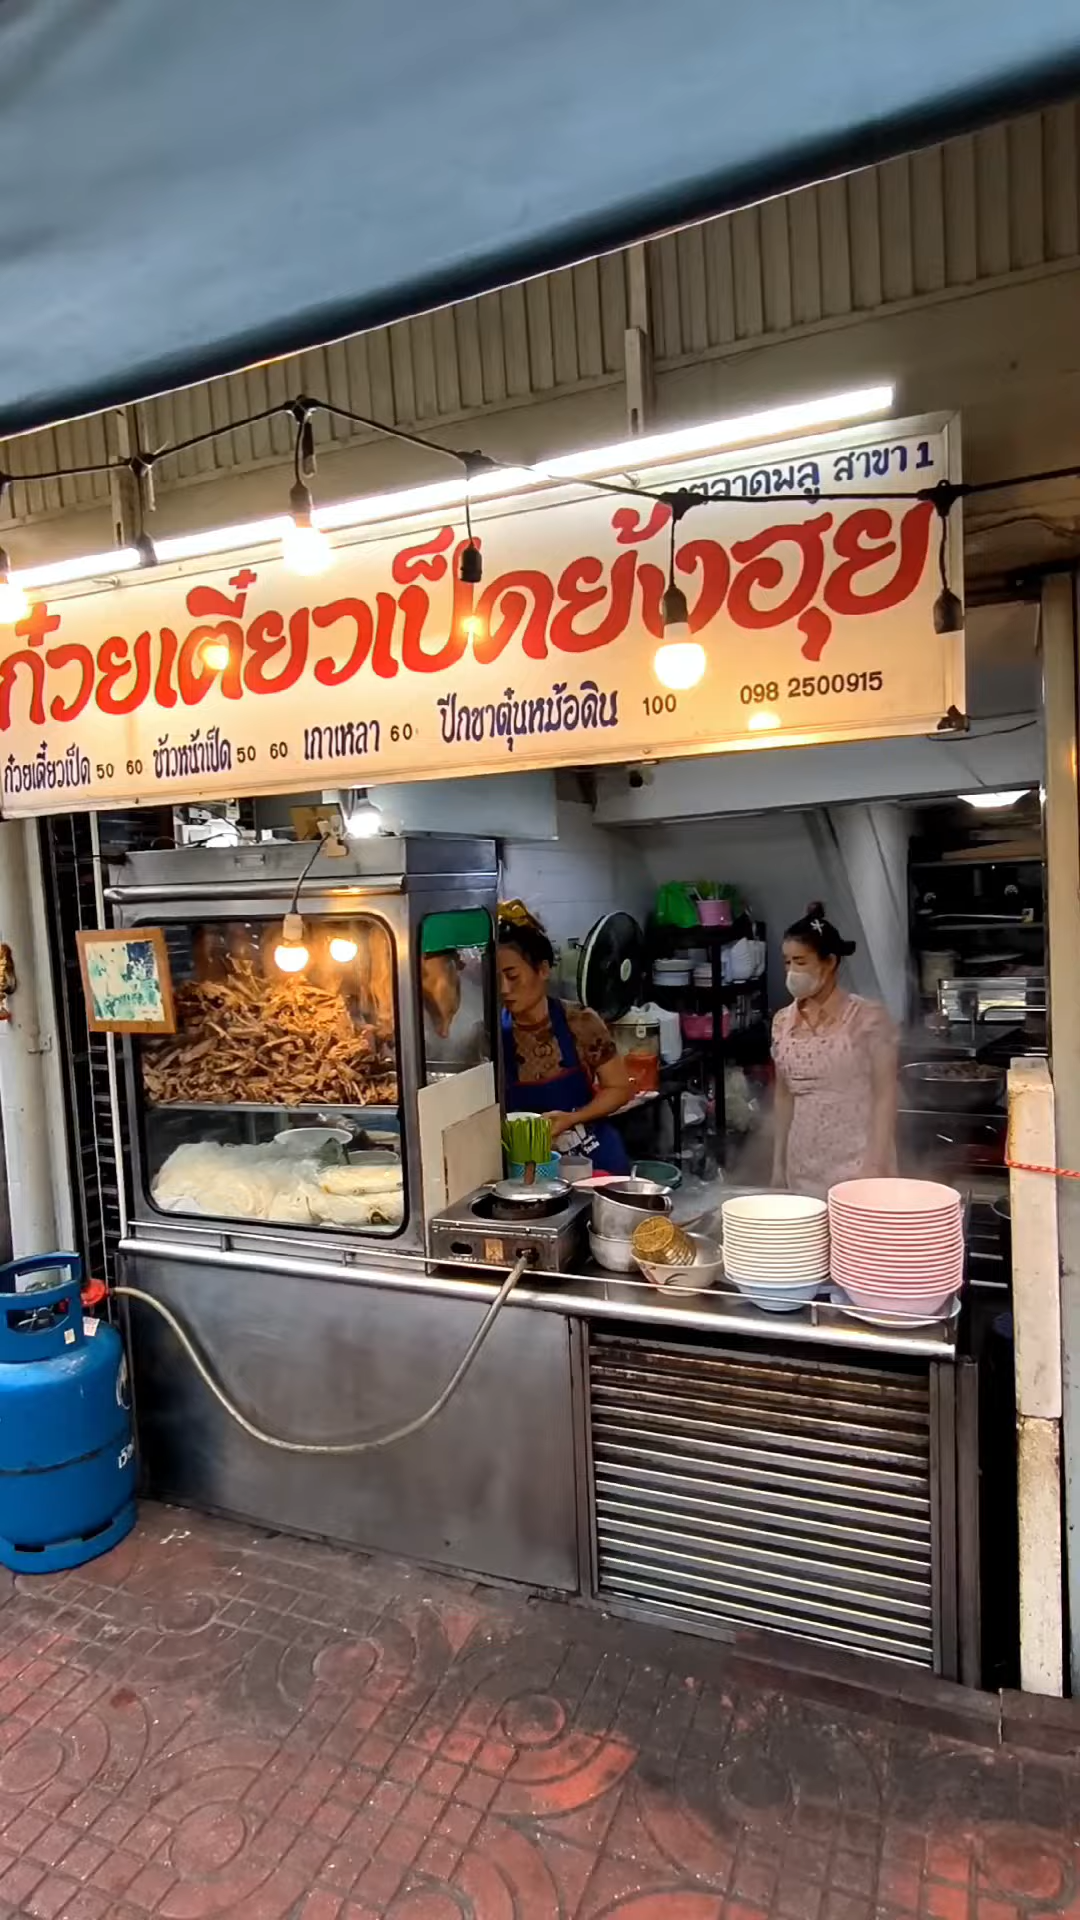 ตลาดพลู สาขา 1
ก๋วยเตี๋ยวเป็ดย้งฮุย
ก๋วยเตี๋ยวเป็ด 50 60 ข้าวหน้าเป็ด 50 60 เกาเหลา 60 ปีกขาตุ๋นหม้อดิน 100 098 2500915